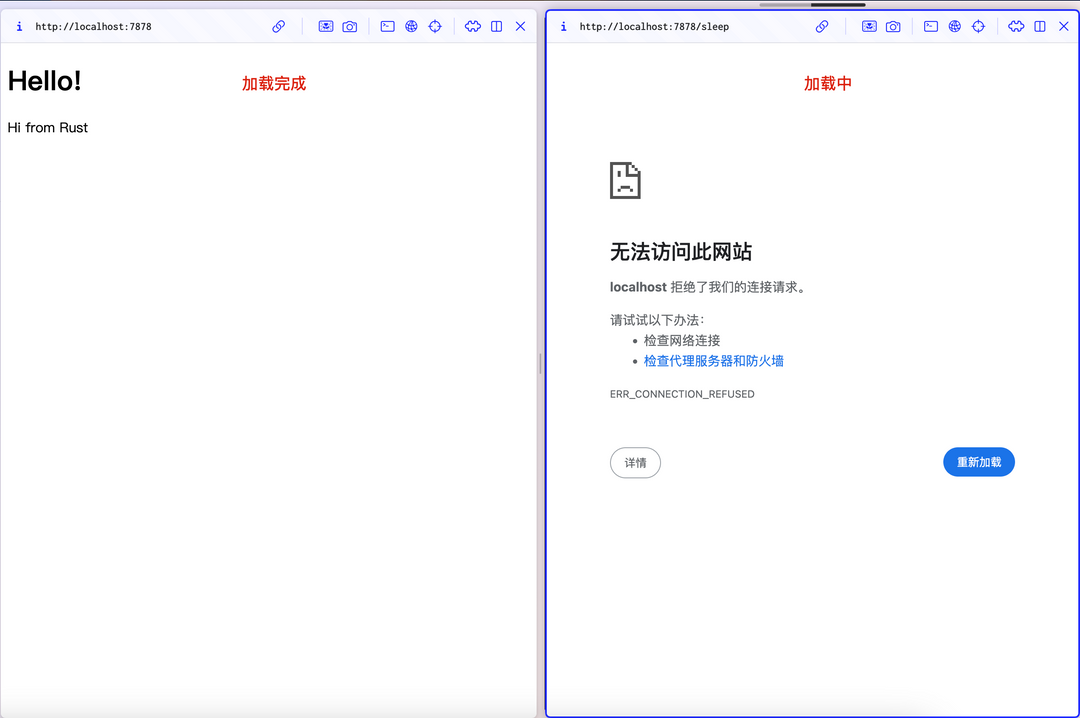 http://localhost:7878
Hello!
加载完成
Hi from Rust
http://localhost:7878/sleep
加载中
无法访问此网站
localhost 拒绝了我们的连接请求。
请试试以下办法：
检查网络连接
检查代理服务器和防火墙
ERR_CONNECTION_REFUSED
详情
重新加载